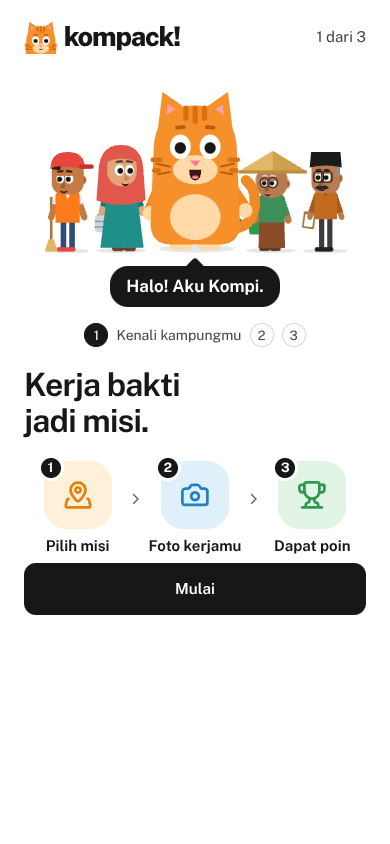 kompack!
1 dari 3
Halo! Aku Kompi.
1 Kenali kampungmu 2 3
Kerja bakti
jadi misi.
1 2 3
Pilih misi Foto kerjamu Dapat poin
Mulai